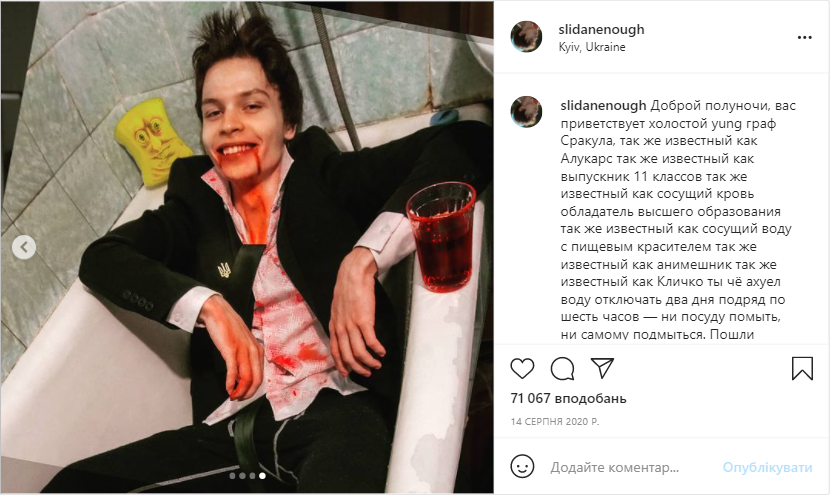 slidanenough
Kyiv, Ukraine
slidanenough Доброй полуночи, вас
приветствует холостой yung граф
Сракула, так же известный как
Алукарс так же известный как
выпускник 11 классов так же
известный как сосущий кровь
обладатель высшего образования
так же известный как сосущий воду
с пищевым красителем так же
известный как анимешник так же
известный как Кличко ты чё ахуел
воду отключать два дня подряд по
шесть часов — ни посуду помыть,
ни самому подмыться. Пошли
71 067 вподобань
14 СЕРПНЯ 2020 Р.
Додайте коментар...
Опублікувати